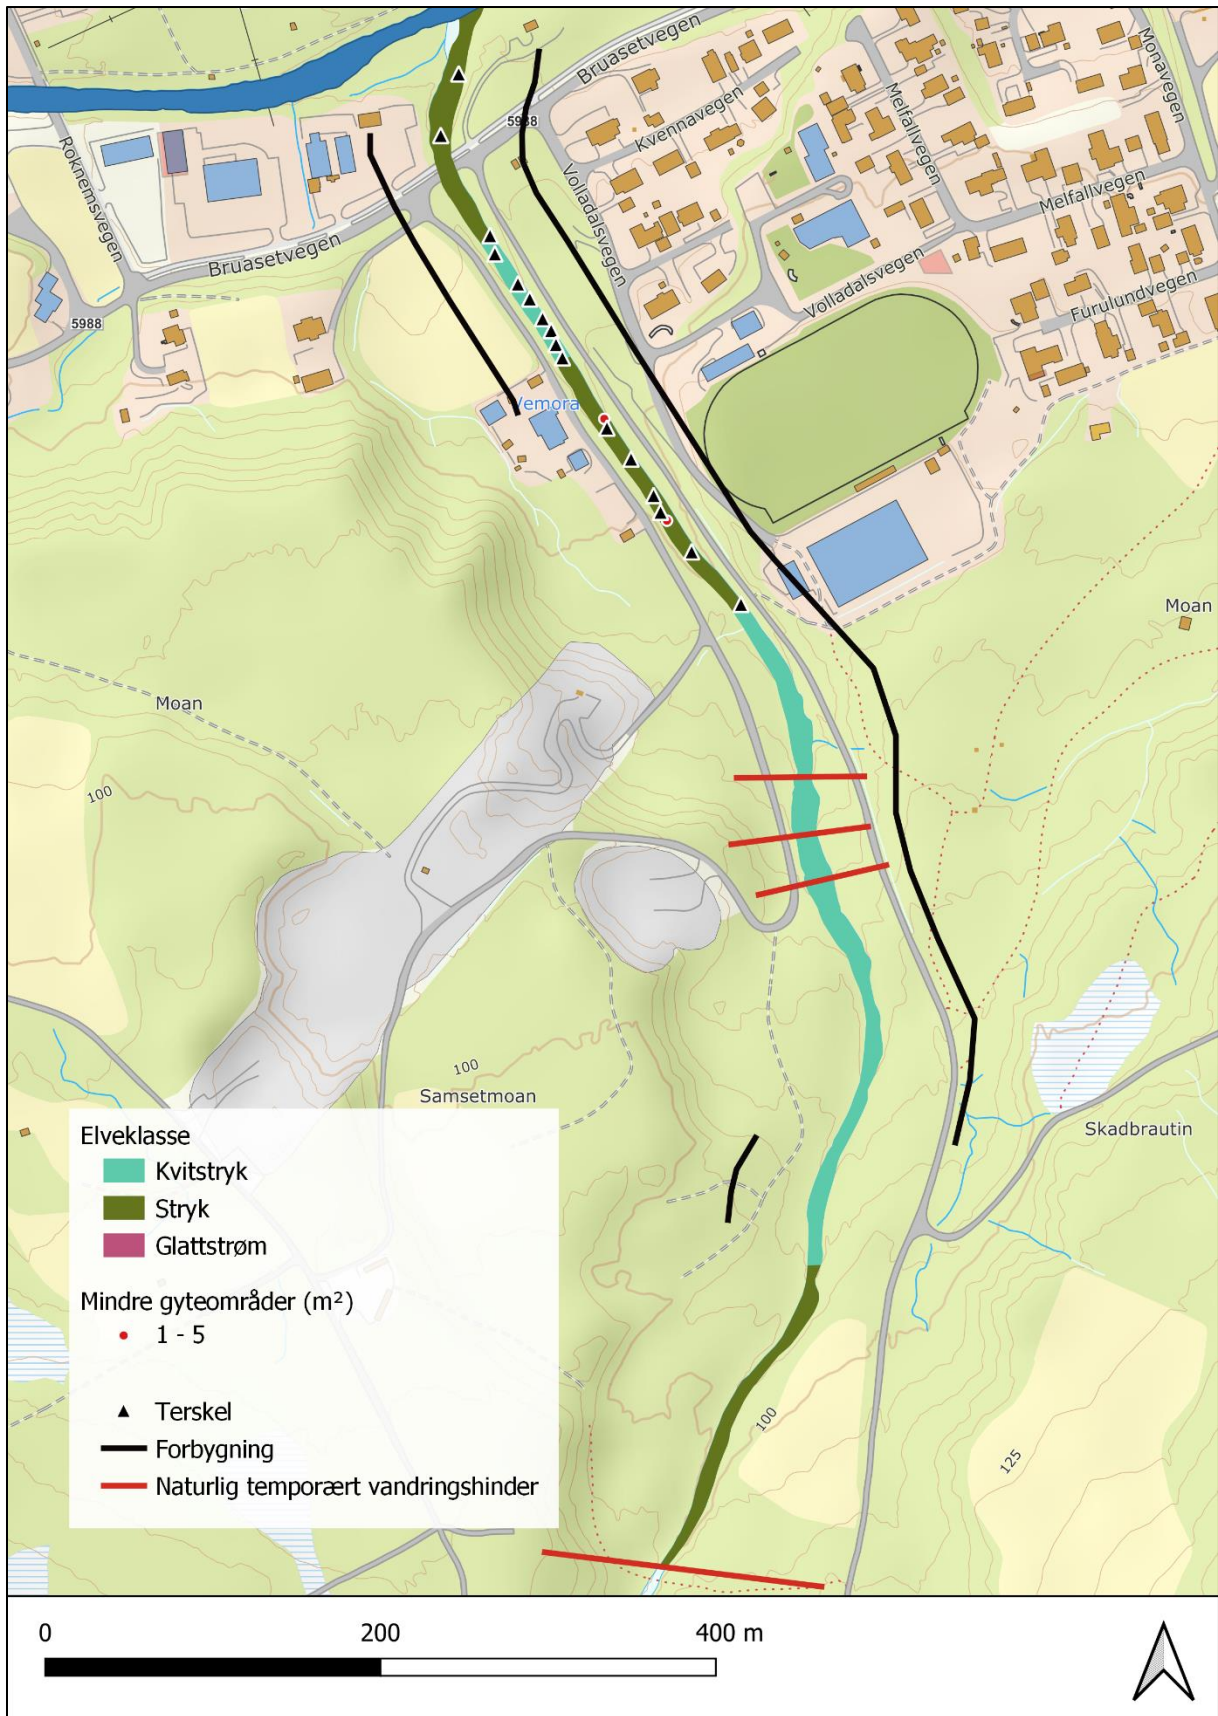 Bruasetvegen
5988
Roknemsvegen
Kvennavegen
Melfallvegen
Monavegen
Volladalsvegen
Melfallvegen
Bruasetvegen
Volladalsvegen
Furulundvegen
5988
Vemora
Moan
Moan
100
100
Samsetmoan
Skadbrautin
100
125
Elveklasse
Kvitstryk
Stryk
Glattstrøm
Mindre gyteområder (m²)
1 - 5
Terskel
Forbygning
Naturlig temporært vandringshinder
0 200 400 m